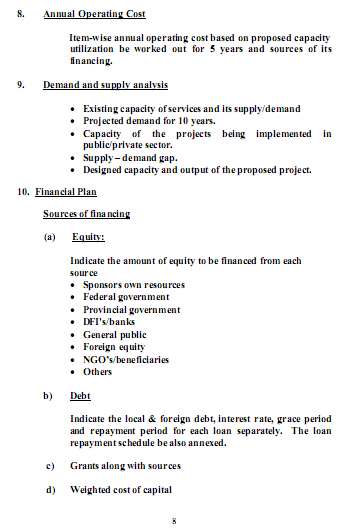 8. Annual Operating Cost
Item-wise annual operating cost based on proposed capacity
utilization be worked out for 5 years and sources of its
financing.
9. Demand and supply analysis
• Existing capacity of services and its supply/demand
• Projected demand for 10 years.
• Capacity of the projects being implemented in
public/private sector.
• Supply – demand gap.
• Designed capacity and output of the proposed project.
10. Financial Plan
Sources of financing
(a) Equity:
Indicate the amount of equity to be financed from each
source
• Sponsors own resources
• Federal government
• Provincial government
• DFI's/banks
• General public
• Foreign equity
• NGO's/beneficiaries
• Others
b) Debt
Indicate the local & foreign debt, interest rate, grace period
and repayment period for each loan separately. The loan
repayment schedule be also annexed.
c) Grants along with sources
d) Weighted cost of capital
8